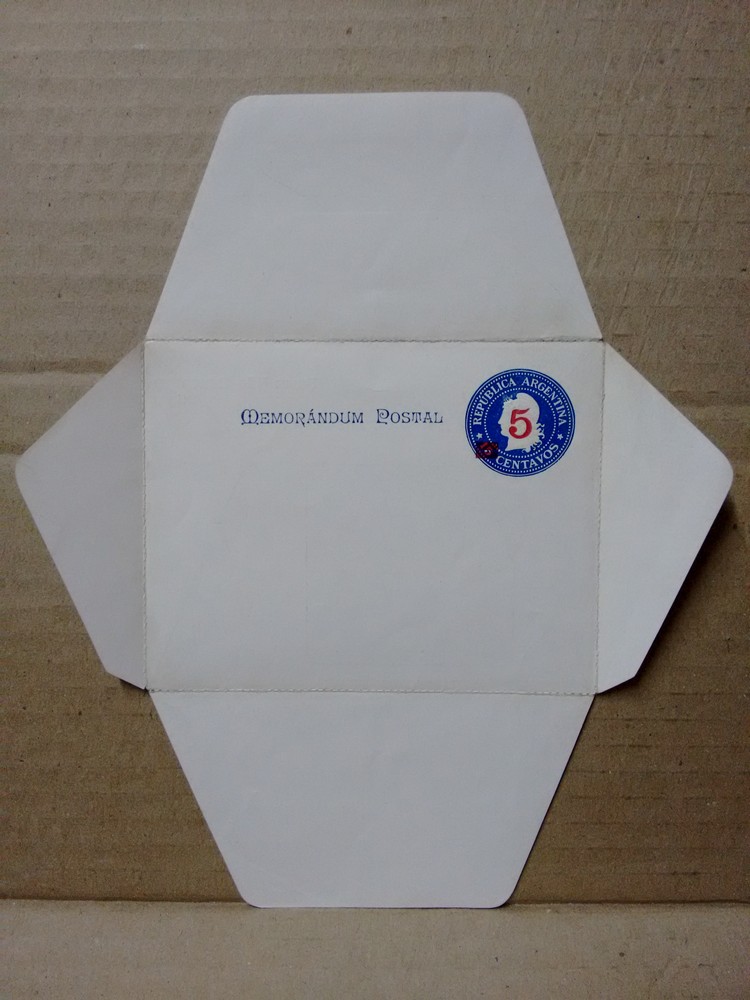 MEMORÁNDUM POSTAL
REPÚBLICA ARGENTINA
5
CENTAVOS